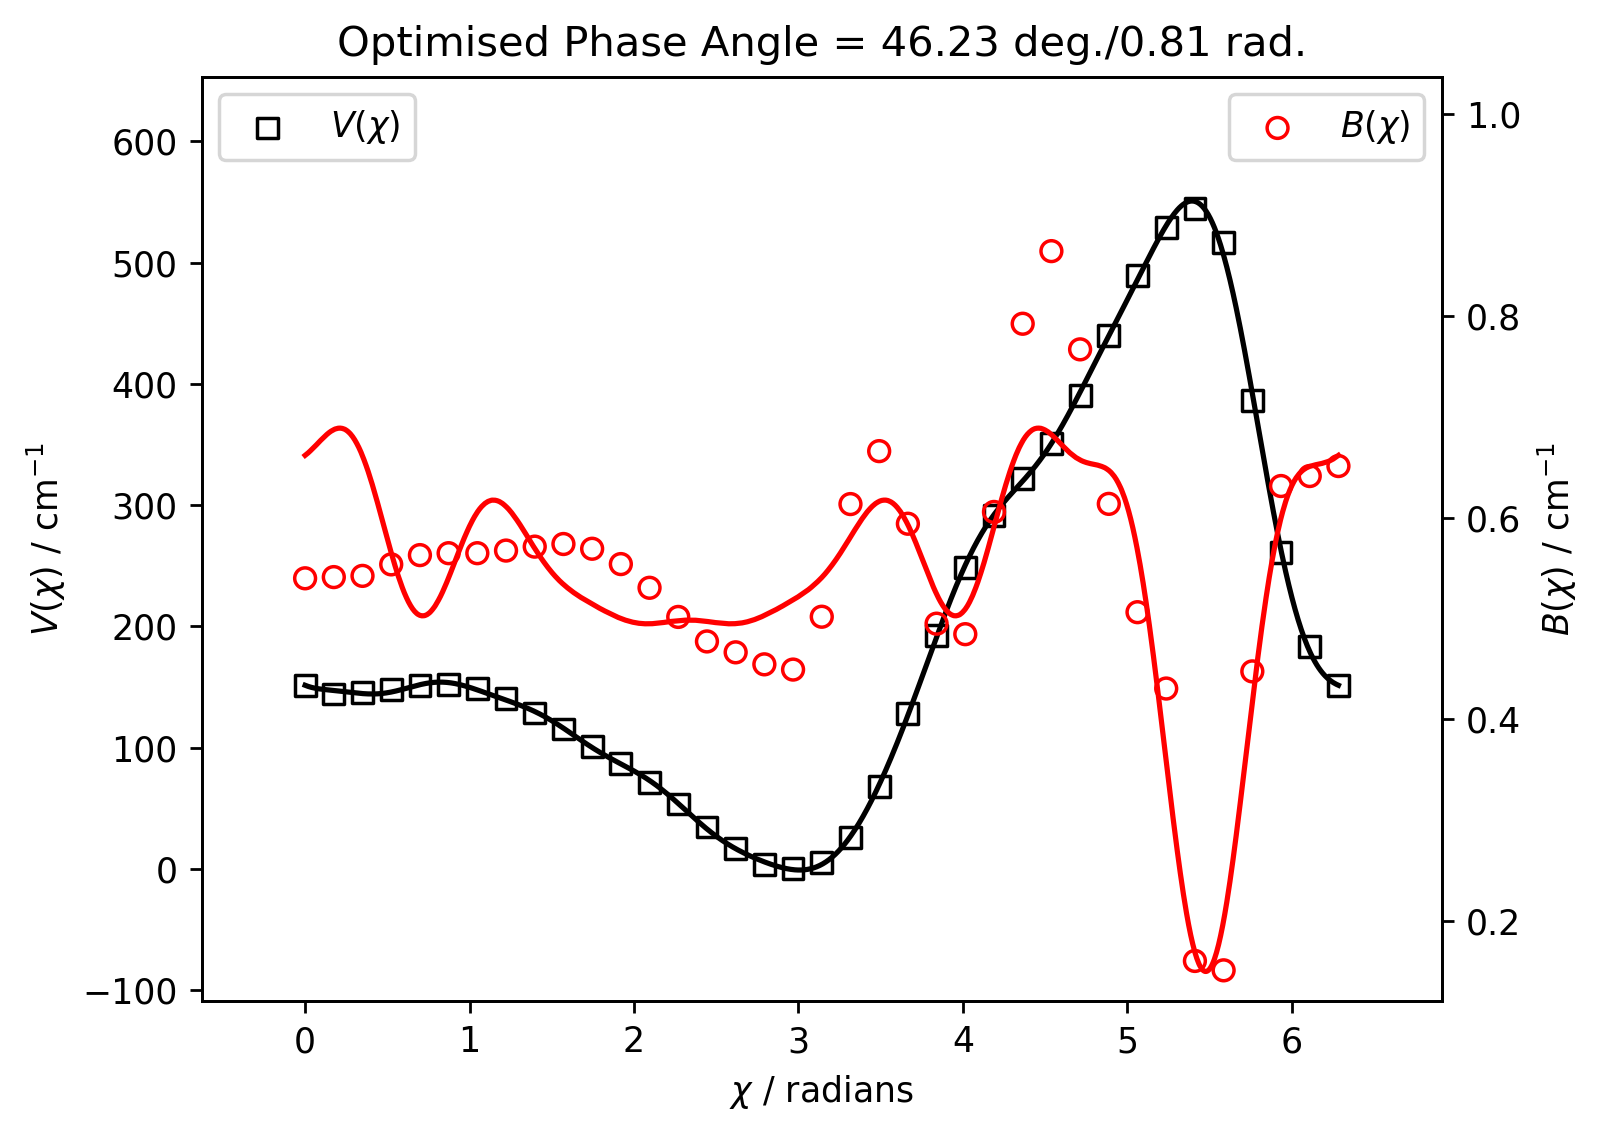 Optimised Phase Angle = 46.23 deg./0.81 rad.
V(χ)
B(χ)
600
500
400
300
200
100
0
−100
V(χ) / cm⁻¹
1.0
0.8
0.6
0.4
0.2
B(χ) / cm⁻¹
0 1 2 3 4 5 6
χ / radians